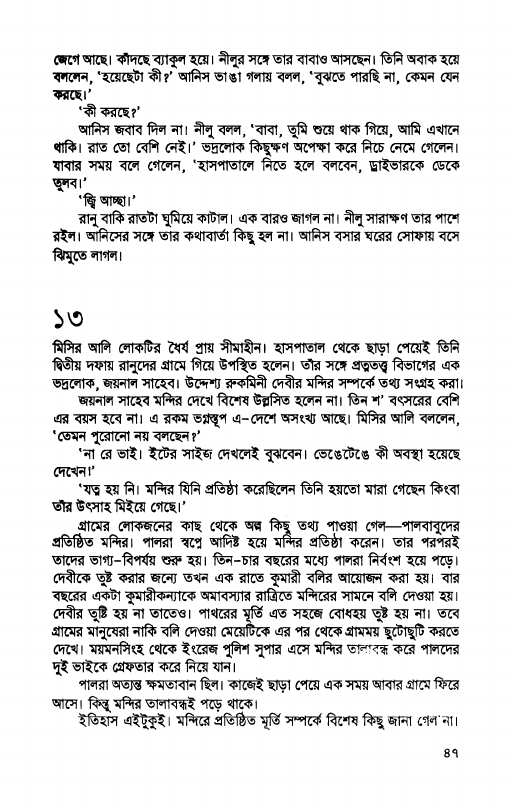 জেগে আছে। কাঁদছে ব্যাকুল হয়ে। নীলুর সঙ্গে তার বাবাও আসছেন। তিনি অবাক হয়ে
বললেন, ‘হয়েছেটা কী?’ আনিস ভাঙা গলায় বলল, ‘বুঝতে পারছি না, কেমন যেন
করছে।’
‘কী করছে?’
আনিস জবাব দিল না। নীলু বলল, ‘বাবা, তুমি শুয়ে থাক গিয়ে, আমি এখানে
থাকি। রাত তো বেশি নেই।’ ভদ্রলোক কিছুক্ষণ অপেক্ষা করে নিচে নেমে গেলেন।
যাবার সময় বলে গেলেন, ‘হাসপাতালে নিতে হলে বলবেন, ড্রাইভারকে ডেকে
তুলব।’
‘জ্বি আচ্ছা।’
রানু বাকি রাতটা ঘুমিয়ে কাটাল। এক বারও জাগল না। নীলু সারাক্ষণ তার পাশে
রইল। আনিসের সঙ্গে তার কথাবার্তা কিছু হল না। আনিস বসার ঘরের সোফায় বসে
ঝিমুতে লাগল।
১৩
মিসির আলি লোকটির ধৈর্য প্রায় সীমাহীন। হাসপাতাল থেকে ছাড়া পেয়েই তিনি
দ্বিতীয় দফায় রানুদের গ্রামে গিয়ে উপস্থিত হলেন। তাঁর সঙ্গে প্রত্নতত্ত্ব বিভাগের এক
ভদ্রলোক, জয়নাল সাহেব। উদ্দেশ্য রুকমিনী দেবীর মন্দির সম্পর্কে তথ্য সংগ্রহ করা।
জয়নাল সাহেব মন্দির দেখে বিশেষ উল্লসিত হলেন না। তিন শ’ বৎসরের বেশি
এর বয়স হবে না। এ রকম ভগ্নস্তূপ এ–দেশে অসংখ্য আছে। মিসির আলি বললেন,
‘তেমন পুরোনো নয় বলছেন?’
‘না রে ভাই। ইটের সাইজ দেখলেই বুঝবেন। ভেঙেটেঙে কী অবস্থা হয়েছে
দেখেন!’
‘যত্ন হয় নি। মন্দির যিনি প্রতিষ্ঠা করেছিলেন তিনি হয়তো মারা গেছেন কিংবা
তাঁর উৎসাহ মিইয়ে গেছে।’
গ্রামের লোকজনের কাছ থেকে অল্প কিছু তথ্য পাওয়া গেল—পালবাবুদের
প্রতিষ্ঠিত মন্দির। পালরা স্বপ্নে আদিষ্ট হয়ে মন্দির প্রতিষ্ঠা করেন। তার পরপরই
তাদের ভাগ্য–বিপর্যয় শুরু হয়। তিন–চার বছরের মধ্যে পালরা নির্বংশ হয়ে পড়ে।
দেবীকে তুষ্ট করার জন্যে তখন এক রাতে কুমারী বলির আয়োজন করা হয়। বার
বছরের একটা কুমারীকন্যাকে অমাবস্যার রাত্রিতে মন্দিরের সামনে বলি দেওয়া হয়।
দেবীর তুষ্টি হয় না তাতেও। পাথরের মূর্তি এত সহজে বোধহয় তুষ্ট হয় না। তবে
গ্রামের মানুষেরা নাকি বলি দেওয়া মেয়েটিকে এর পর থেকে গ্রামময় ছুটোছুটি করতে
দেখে। ময়মনসিংহ থেকে ইংরেজ পুলিশ সুপার এসে মন্দির তালাবন্ধ করে পালদের
দুই ভাইকে গ্রেফতার করে নিয়ে যান।
পালরা অত্যন্ত ক্ষমতাবান ছিল। কাজেই ছাড়া পেয়ে এক সময় আবার গ্রামে ফিরে
আসে। কিন্তু মন্দির তালাবন্ধই পড়ে থাকে।
ইতিহাস এইটুকুই। মন্দিরে প্রতিষ্ঠিত মূর্তি সম্পর্কে বিশেষ কিছু জানা গেল না।
৪৭